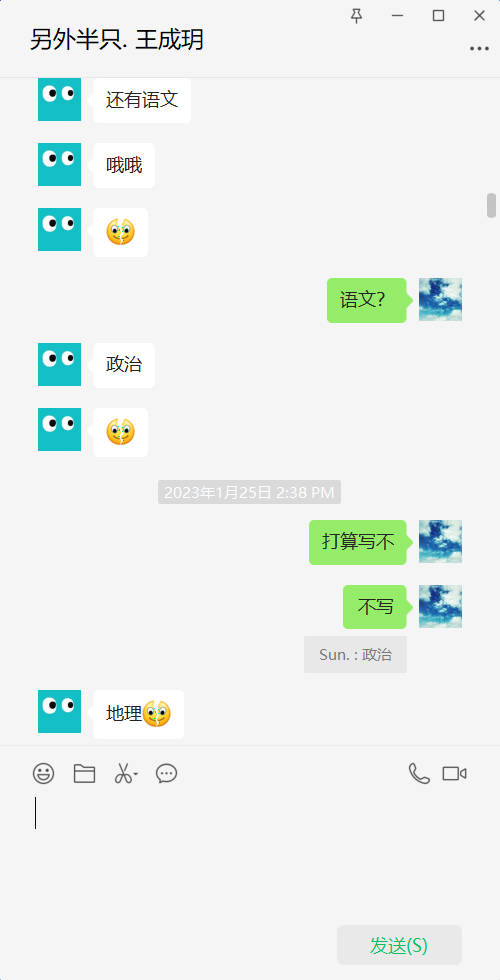 另外半只. 王成玥
还有语文
哦哦
语文?
政治
2023年1月25日 2:38 PM
打算写不
不写
Sun. : 政治
地理
发送(S)